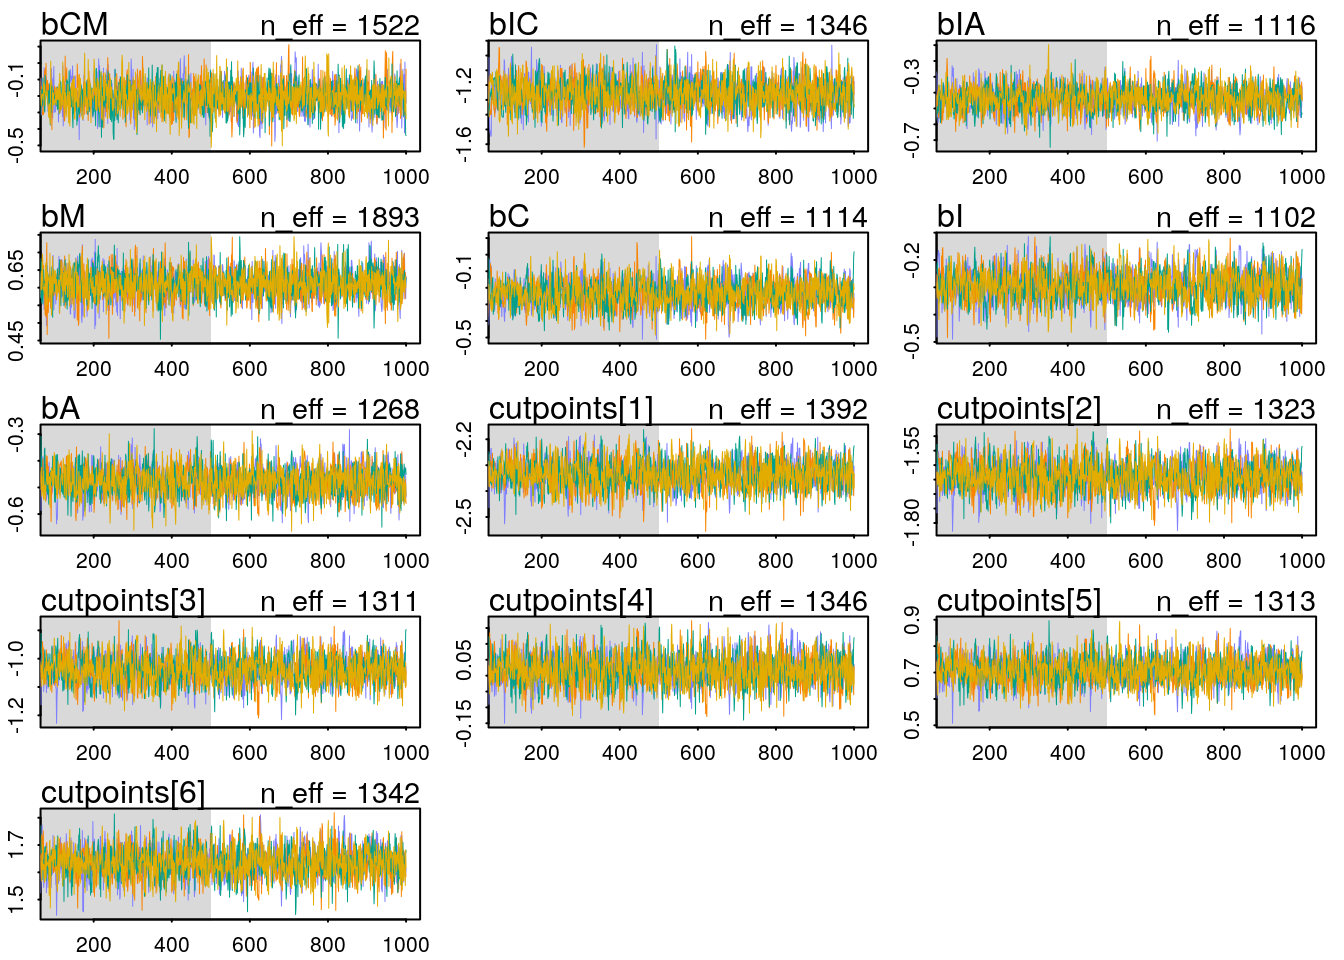 bCM n_eff = 1522 bIC n_eff = 1346 bIA n_eff = 1116
-0.1 -0.5 -1.2 -1.6 -0.3 -0.7
200 400 600 800 1000 200 400 600 800 1000 200 400 600 800 1000
bM n_eff = 1893 bC n_eff = 1114 bI n_eff = 1102
0.65 0.45 -0.1 -0.5 -0.2 -0.5
200 400 600 800 1000 200 400 600 800 1000 200 400 600 800 1000
bA n_eff = 1268 cutpoints[1] n_eff = 1392 cutpoints[2] n_eff = 1323
-0.3 -0.6 -2.2 -2.5 -1.55 -1.80
200 400 600 800 1000 200 400 600 800 1000 200 400 600 800 1000
cutpoints[3] n_eff = 1311 cutpoints[4] n_eff = 1346 cutpoints[5] n_eff = 1313
-1.0 -1.2 0.05 -0.15 0.9 0.7 0.5
200 400 600 800 1000 200 400 600 800 1000 200 400 600 800 1000
cutpoints[6] n_eff = 1342
1.7 1.5
200 400 600 800 1000